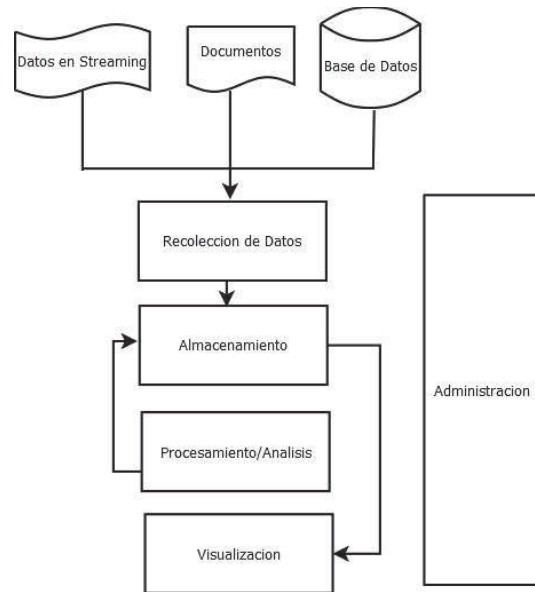 Datos en Streaming
Documentos
Base de Datos
Recoleccion de Datos
Almacenamiento
Administracion
Procesamiento/Analisis
Visualizacion